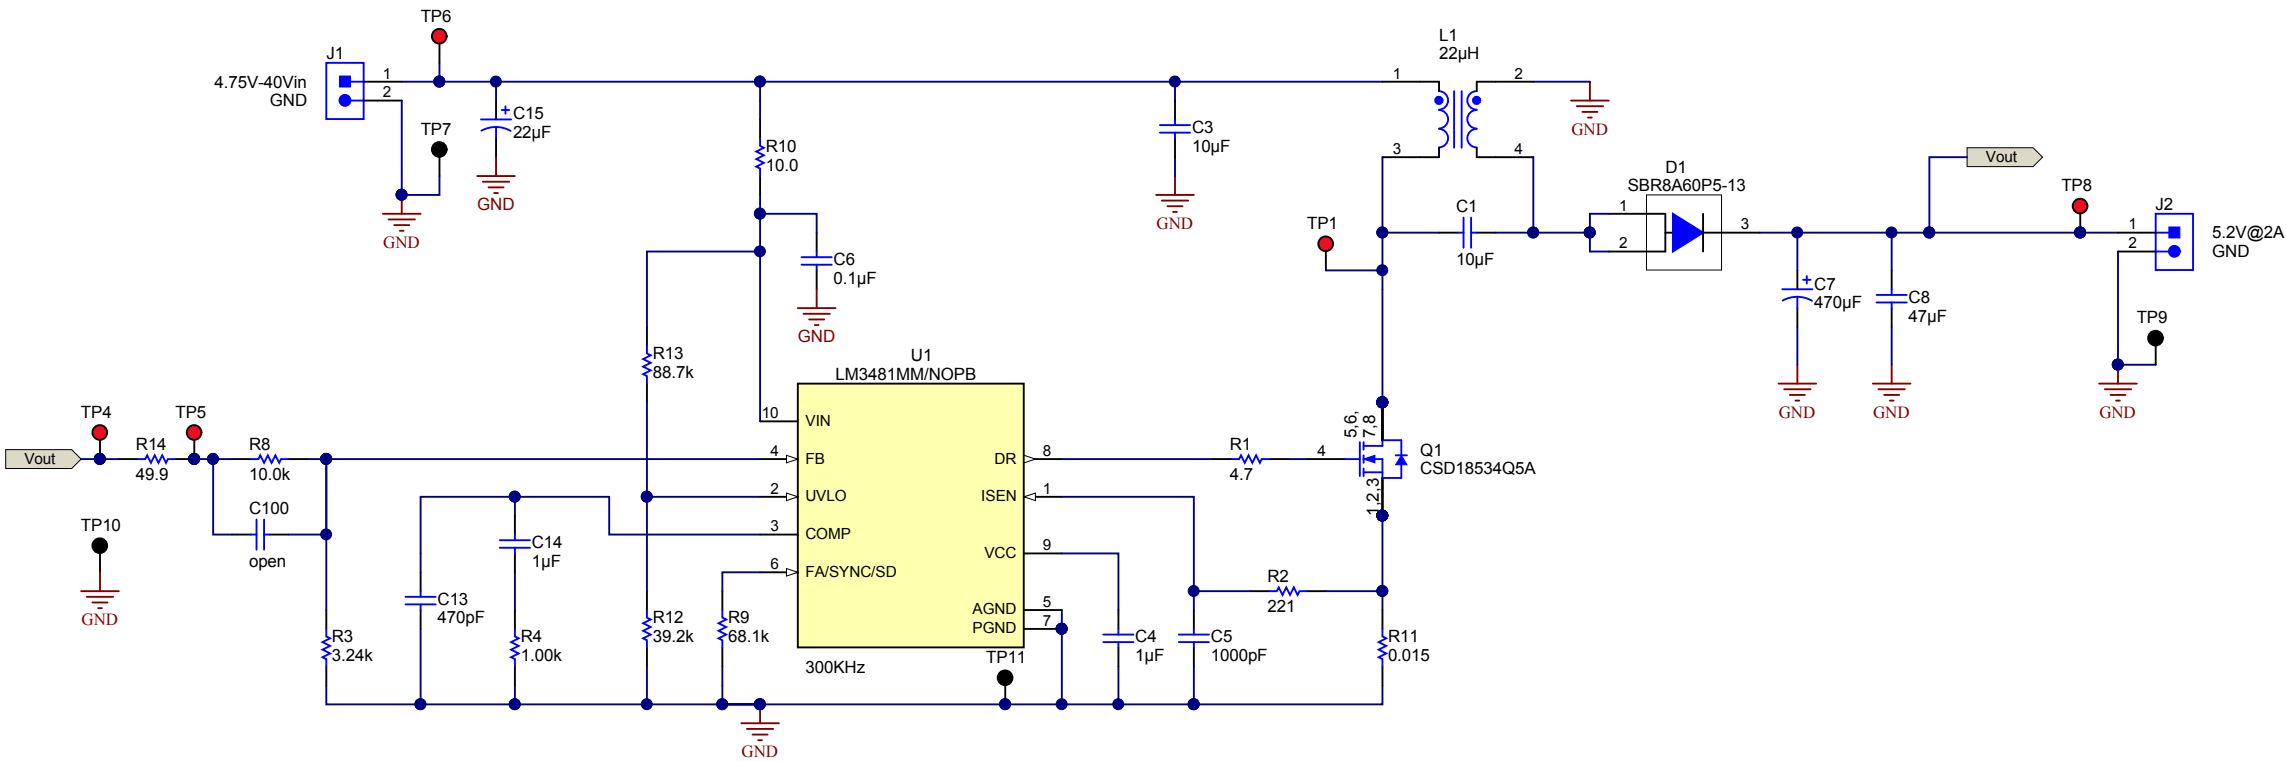 TP6
J1
4.75V-40Vin
GND
1
2
TP7
GND
C15
22µF
GND
R10
10.0
C6
0.1µF
GND
C3
10µF
GND
L1
22µH
1
2
3
4
GND
TP1
C1
10µF
D1
SBR8A60P5-13
1
2
3
Vout
TP8
J2
1
2
5.2V@2A
GND
C7
470µF
GND
C8
47µF
GND
TP9
GND
R13
88.7k
U1
LM3481MM/NOPB
10
VIN
4
FB
2
UVLO
3
COMP
6
FA/SYNC/SD
DR
8
ISEN
1
VCC
9
AGND
5
PGND
7
300KHz
TP4
Vout
R14
49.9
TP5
R8
10.0k
C100
open
TP10
GND
R3
3.24k
C13
470pF
C14
1µF
R4
1.00k
R12
39.2k
R9
68.1k
GND
TP11
C4
1µF
C5
1000pF
R1
4.7
4
5,6,
7,8
Q1
CSD18534Q5A
1,2,3
R2
221
R11
0.015